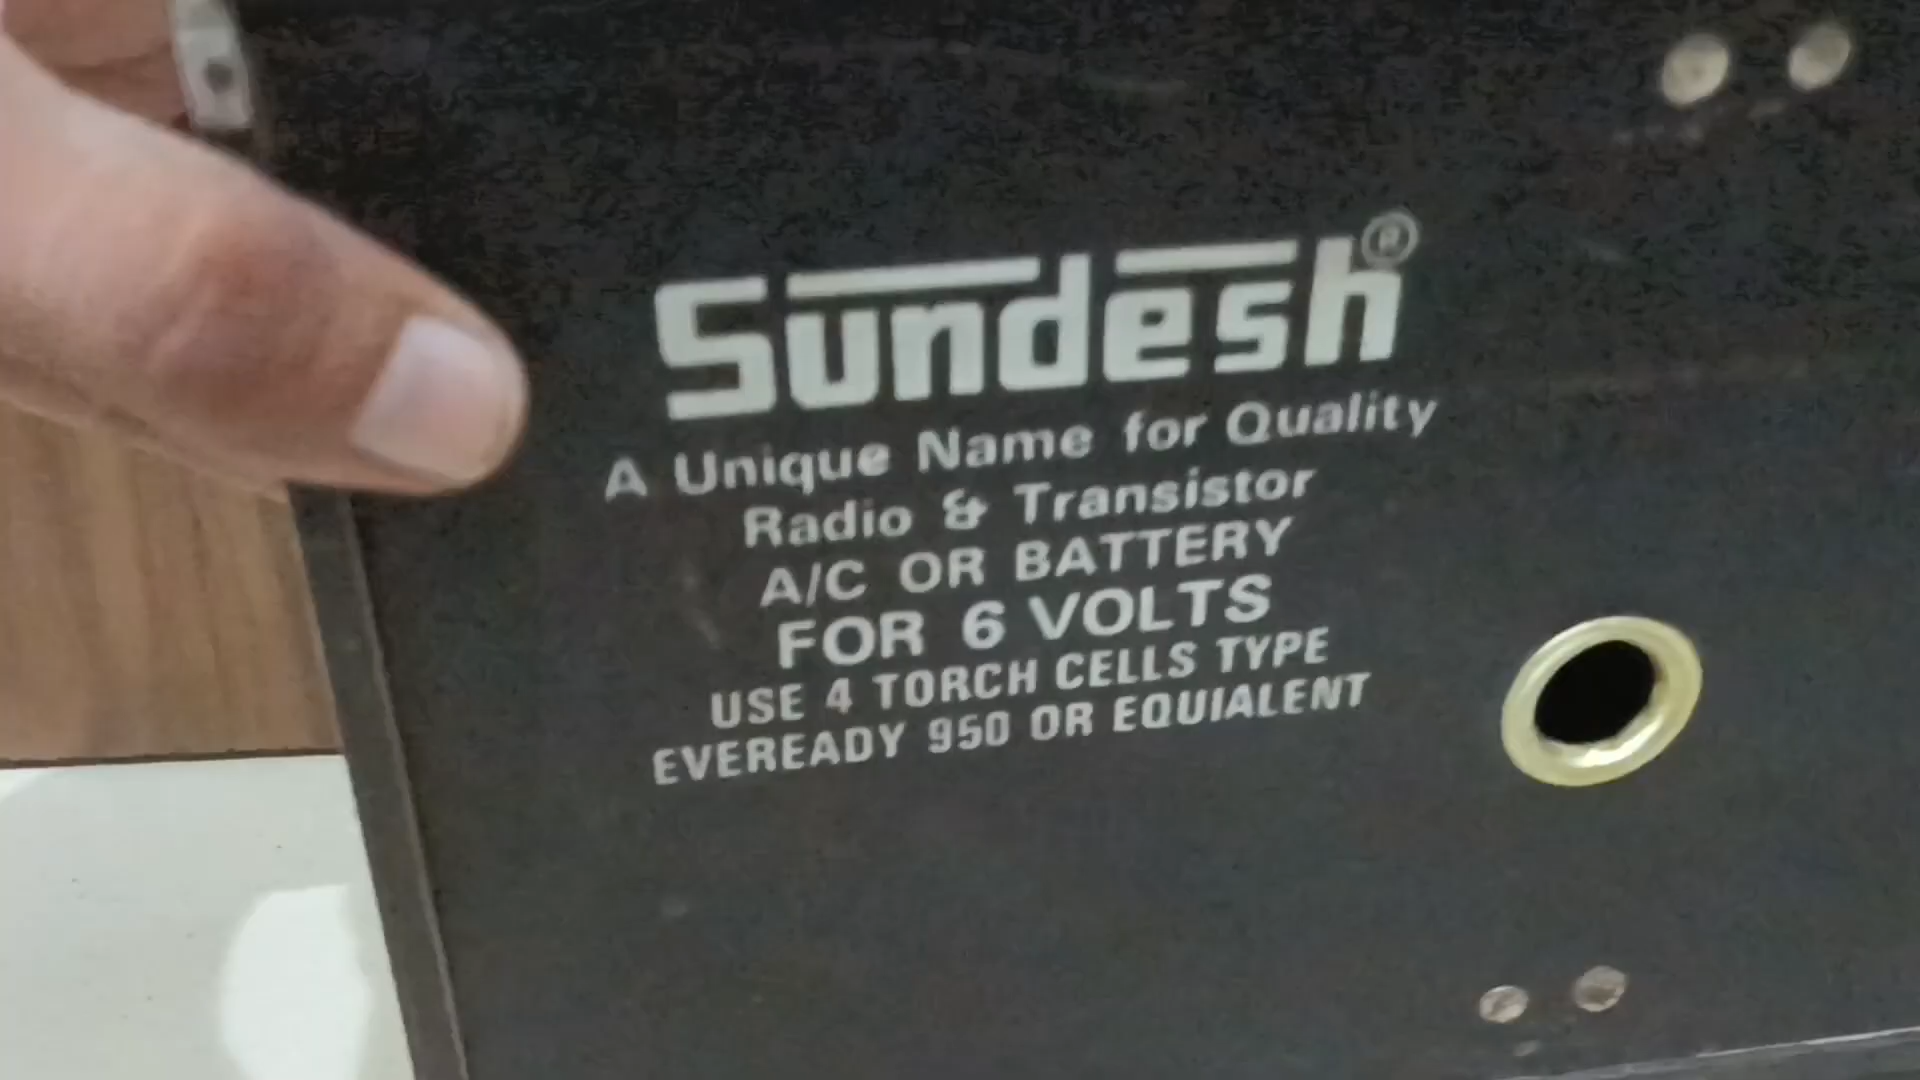 Sundesh®
A Unique Name for Quality
Radio & Transistor
A/C OR BATTERY
FOR 6 VOLTS
USE 4 TORCH CELLS TYPE
EVEREADY 950 OR EQUIALENT